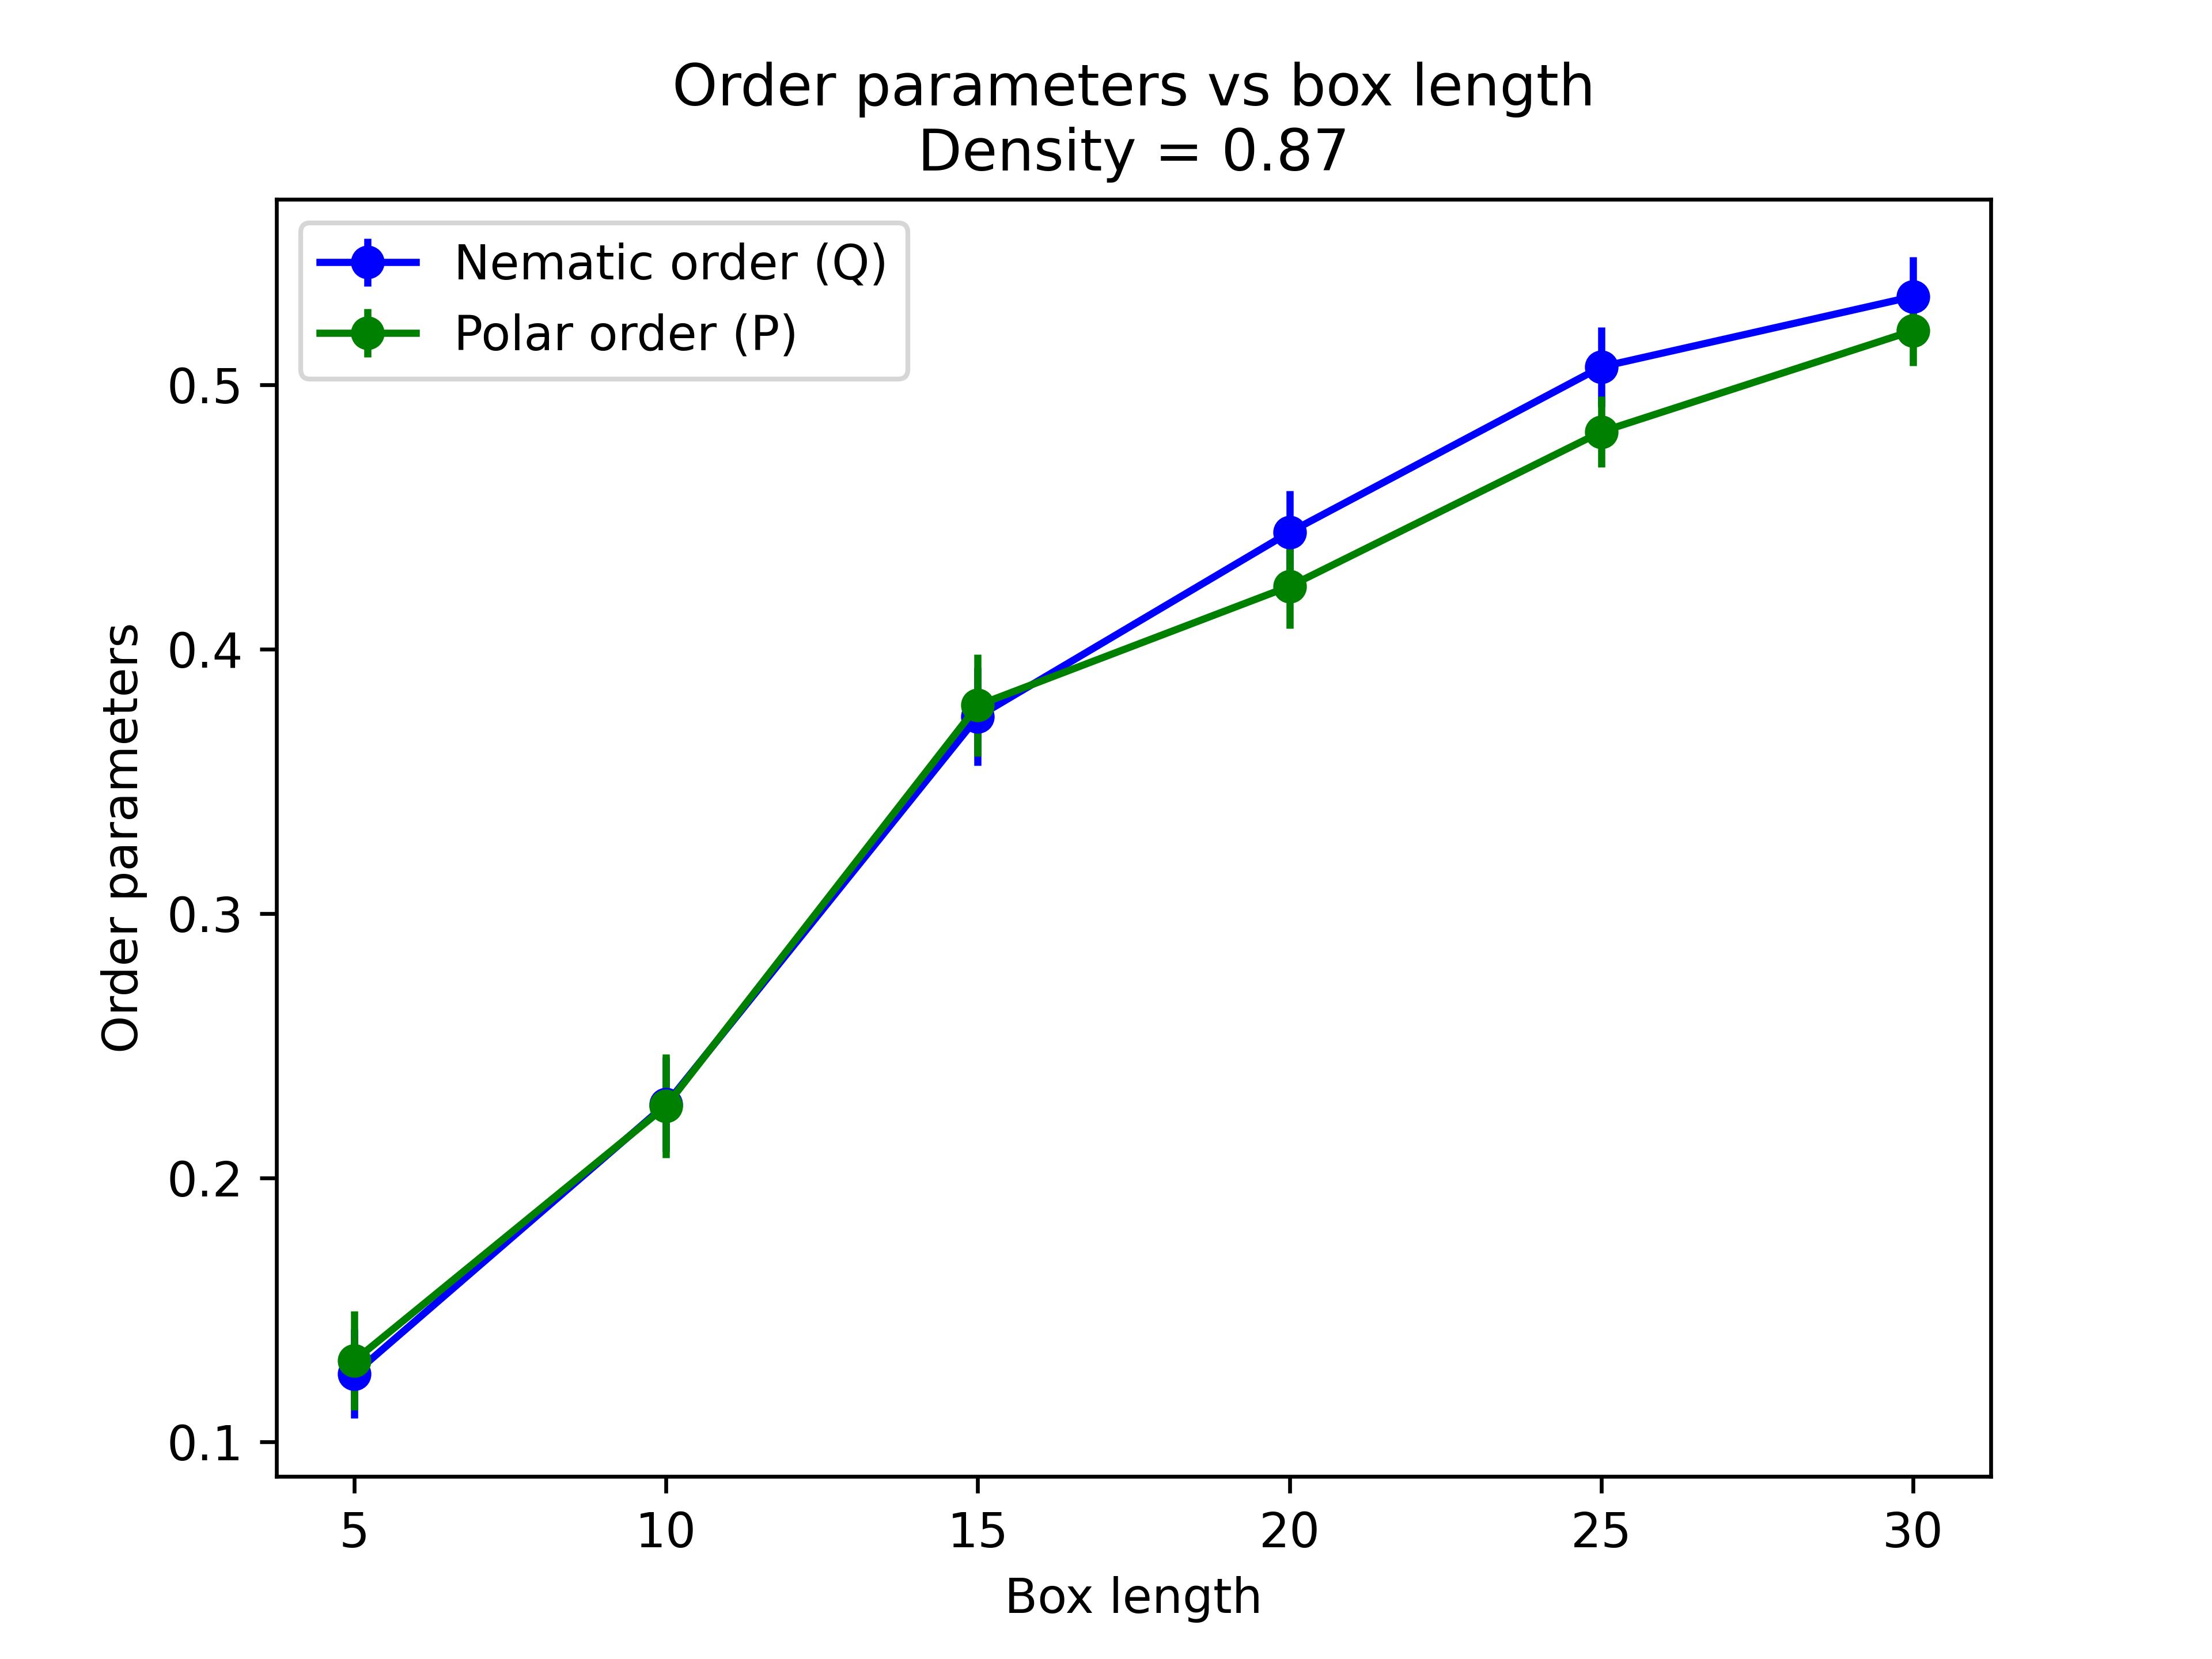 Order parameters vs box length
Density = 0.87
Nematic order (Q)
Polar order (P)
Order parameters
0.5
0.4
0.3
0.2
0.1
5 10 15 20 25 30
Box length